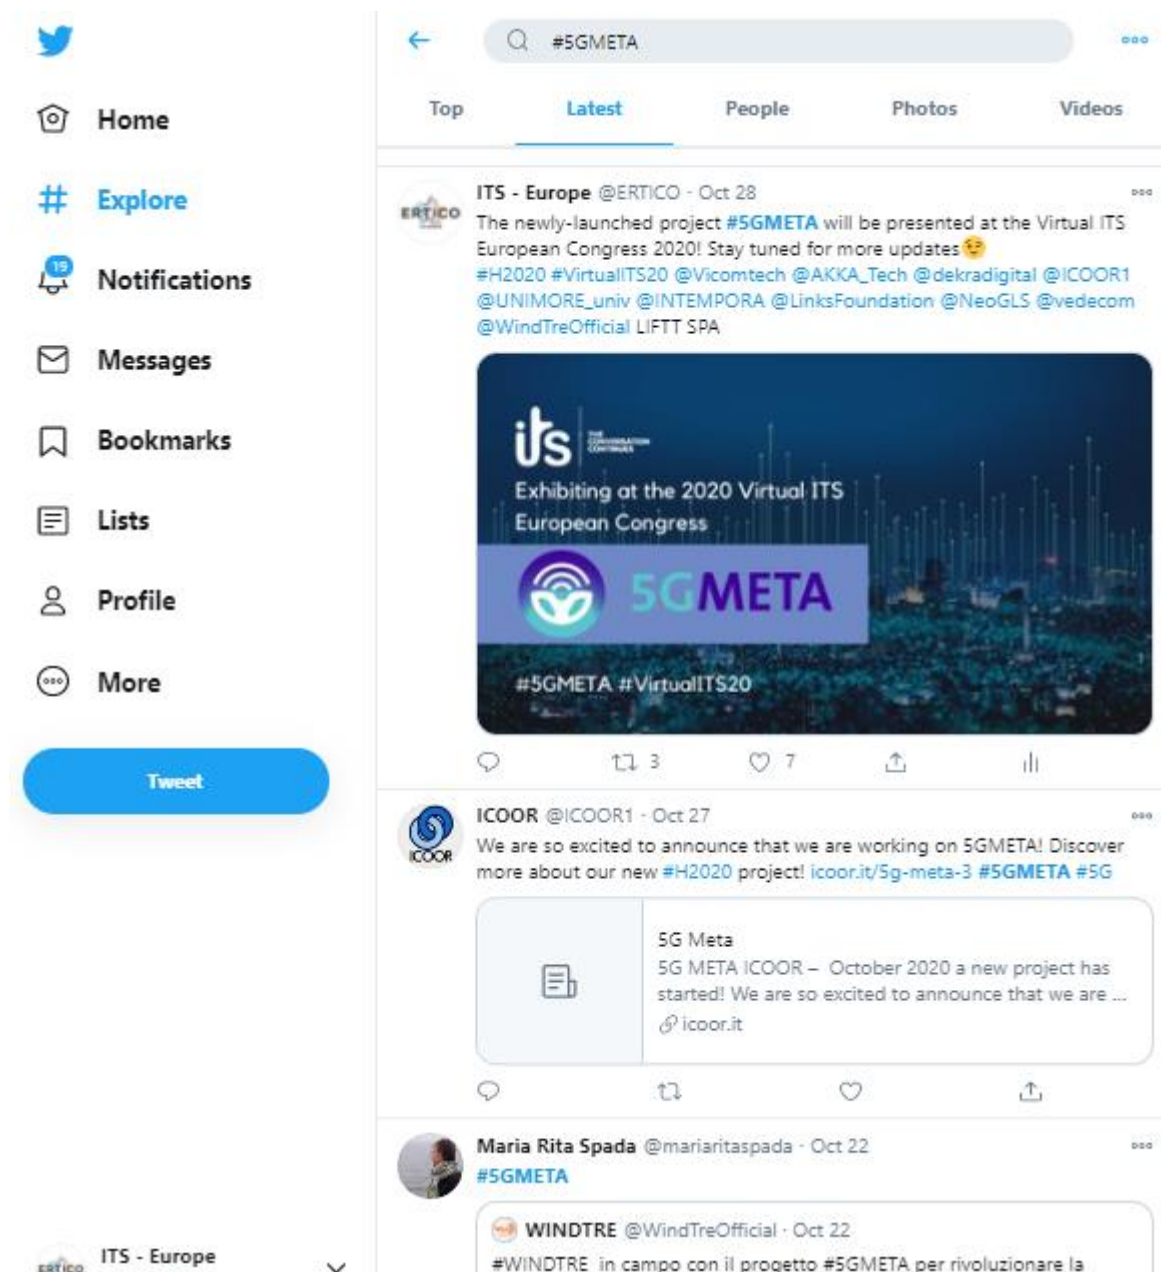 #5GMETA
Top Latest People Photos Videos
Home
Explore
19
Notifications
Messages
Bookmarks
Lists
Profile
More
Tweet
ITS - Europe
ERTICO
ITS - Europe @ERTICO · Oct 28
The newly-launched project #5GMETA will be presented at the Virtual ITS
European Congress 2020! Stay tuned for more updates😉
#H2020 #VirtualITS20 @Vicomtech @AKKA_Tech @dekradigital @ICOOR1
@UNIMORE_univ @INTEMPORA @LinksFoundation @NeoGLS @vedecom
@WindTreOfficial LIFTT SPA
its
THE
CONVERSATION
CONTINUES
Exhibiting at the 2020 Virtual ITS
European Congress
5GMETA
#5GMETA #VirtualITS20
3 7
ICOOR
ICOOR @ICOOR1 · Oct 27
We are so excited to announce that we are working on 5GMETA! Discover
more about our new #H2020 project! icoor.it/5g-meta-3 #5GMETA #5G
5G Meta
5G META ICOOR – October 2020 a new project has
started! We are so excited to announce that we are ...
icoor.it
Maria Rita Spada @mariaritaspada · Oct 22
#5GMETA
WINDTRE @WindTreOfficial · Oct 22
#WINDTRE in campo con il progetto #5GMETA per rivoluzionare la